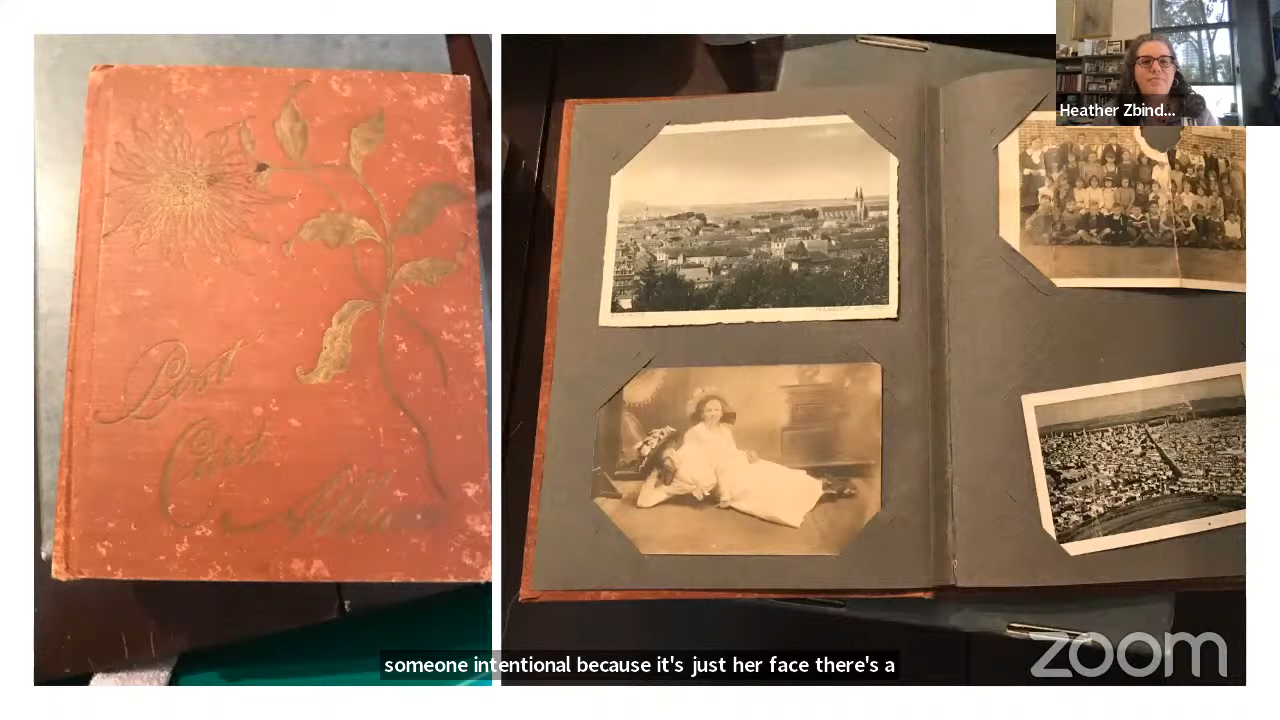 Heather Zbind...
Post
Card
Album
someone intentional because it's just her face there's a
zoom